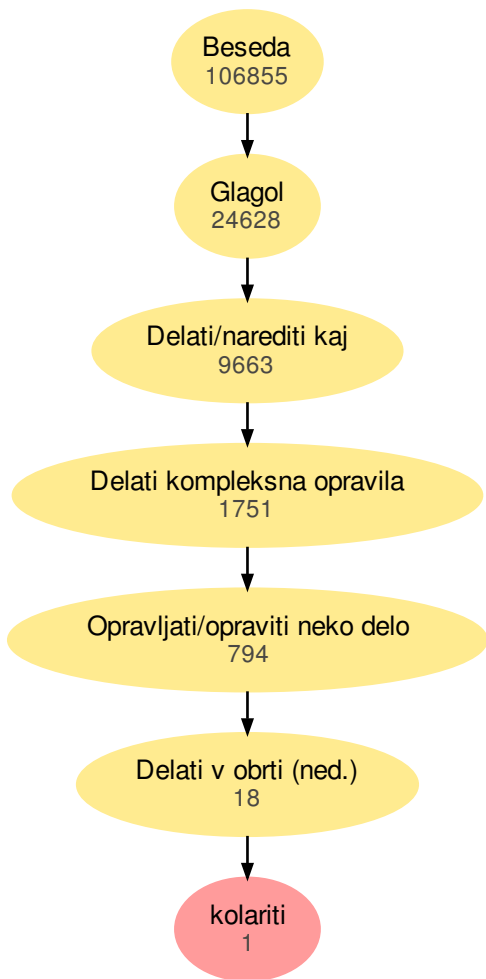 Beseda
106855
Glagol
24628
Delati/narediti kaj
9663
Delati kompleksna opravila
1751
Opravljati/opraviti neko delo
794
Delati v obrti (ned.)
18
kolariti
1